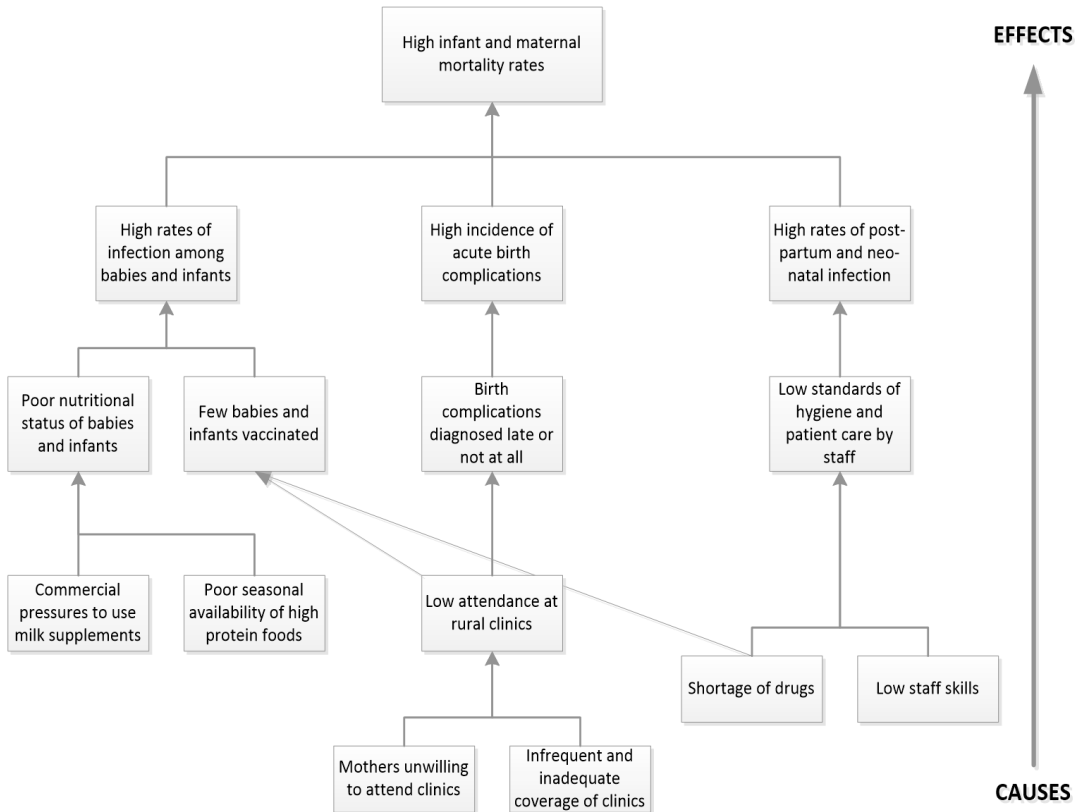 High infant and maternal
mortality rates
EFFECTS
High rates of
infection among
babies and infants
High incidence of
acute birth
complications
High rates of post-
partum and neo-
natal infection
Poor nutritional
status of babies
and infants
Few babies and
infants vaccinated
Birth
complications
diagnosed late or
not at all
Low standards of
hygiene and
patient care by
staff
Commercial
pressures to use
milk supplements
Poor seasonal
availability of high
protein foods
Low attendance at
rural clinics
Shortage of drugs
Low staff skills
Mothers unwilling
to attend clinics
Infrequent and
inadequate
coverage of clinics
CAUSES